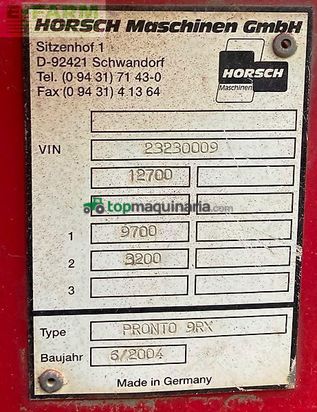 HORSCH Maschinen GmbH
Sitzenhof 1
D-92421 Schwandorf
Tel. (0 94 31) 71 43-0
Fax (0 94 31) 4 13 64
HORSCH
Maschinen
VIN 23230009
12700
topmaquinaria.com
1 9700
2 3200
3
Type PRONTO 9RX
Baujahr 6/2004
Made in Germany